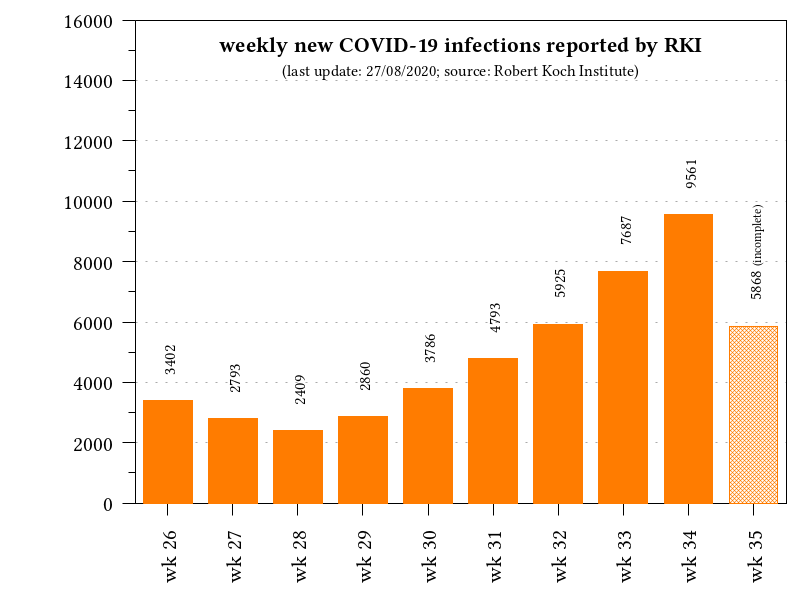 weekly new COVID-19 infections reported by RKI
(last update: 27/08/2020; source: Robert Koch Institute)
16000
14000
12000
10000
8000
6000
4000
2000
0
3402
2793
2409
2860
3786
4793
5925
7687
9561
5868 (incomplete)
wk 26
wk 27
wk 28
wk 29
wk 30
wk 31
wk 32
wk 33
wk 34
wk 35